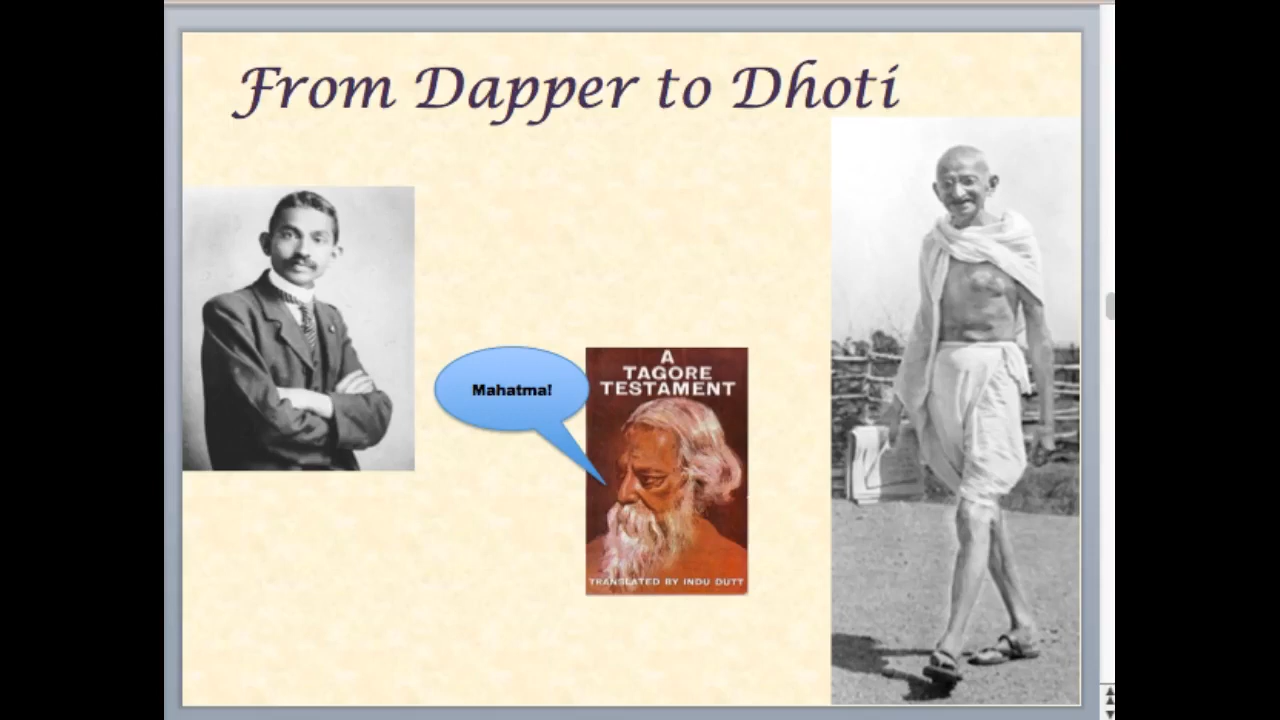 From Dapper to Dhoti
Mahatma!
A
TAGORE
TESTAMENT
TRANSLATED BY INDU DUTT